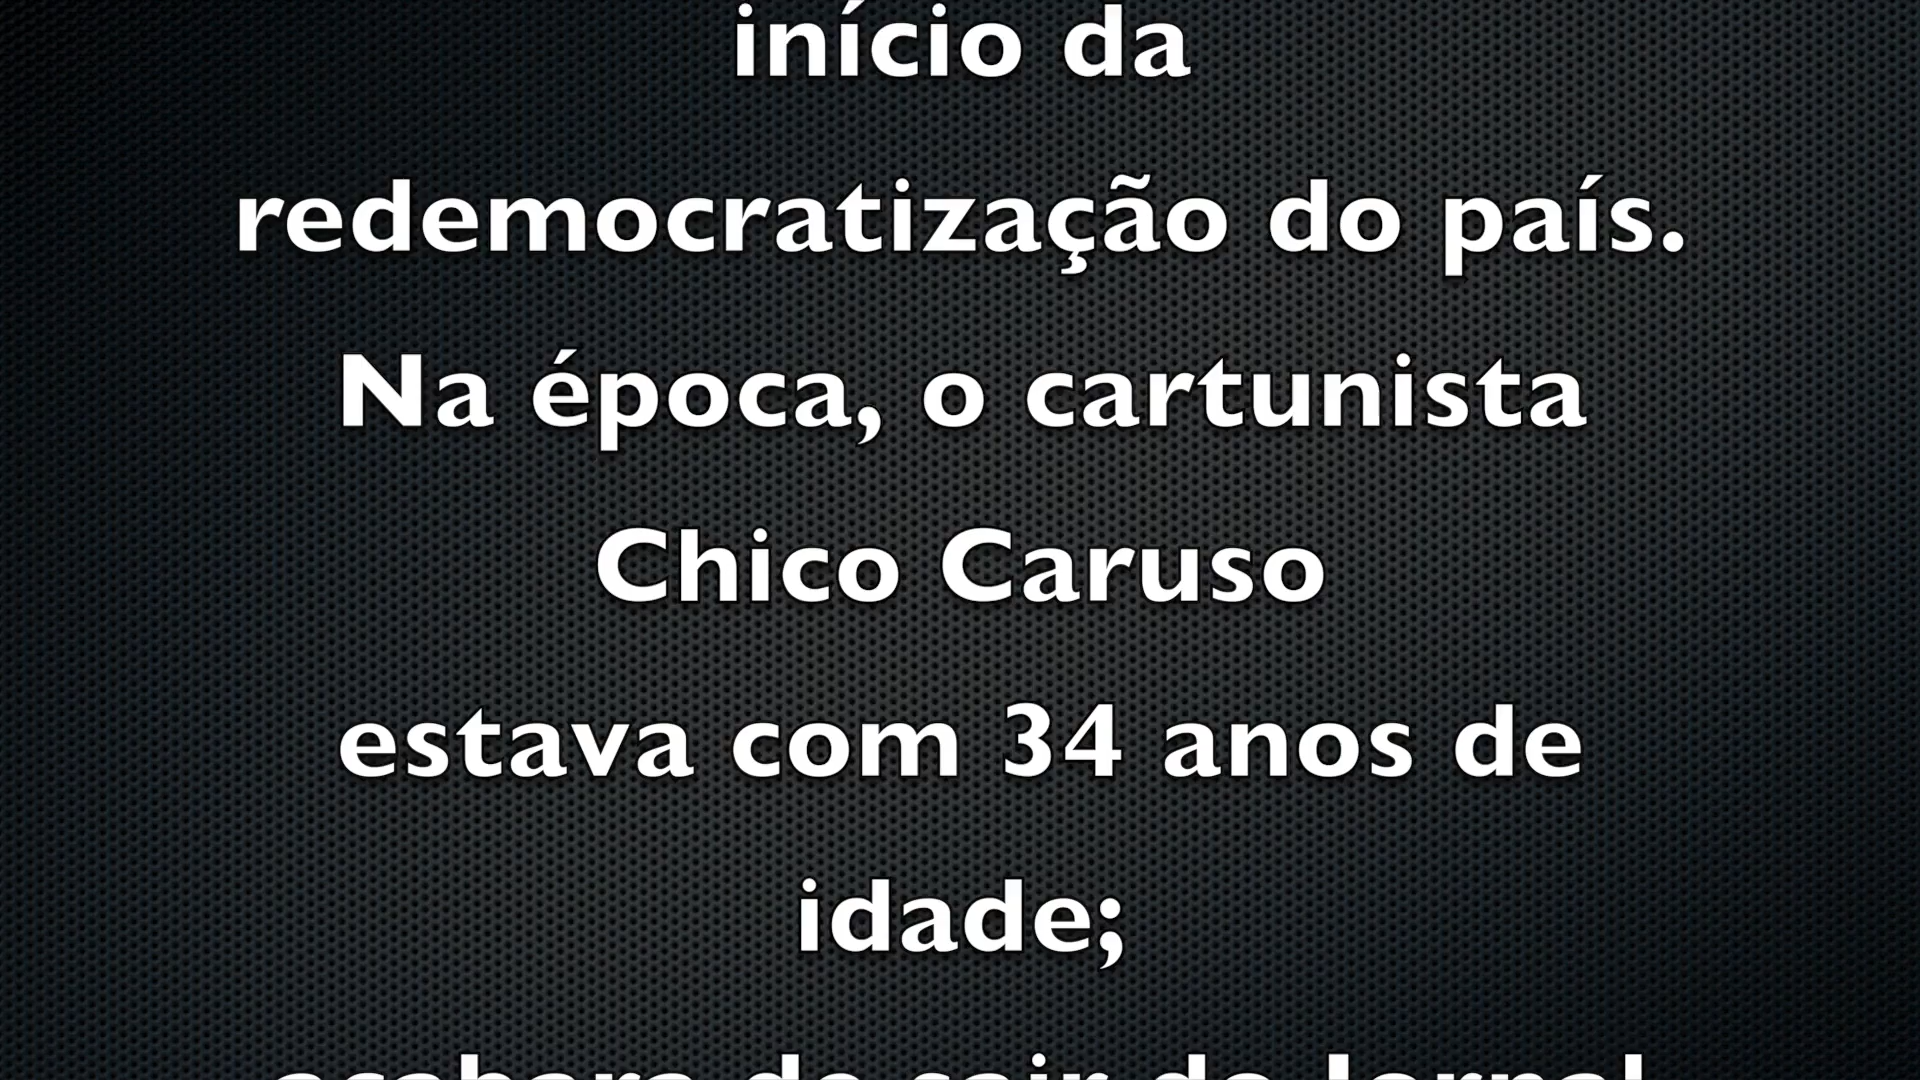 início da
redemocratização do país.
Na época, o cartunista
Chico Caruso
estava com 34 anos de
idade;
acabara de sair do Jornal